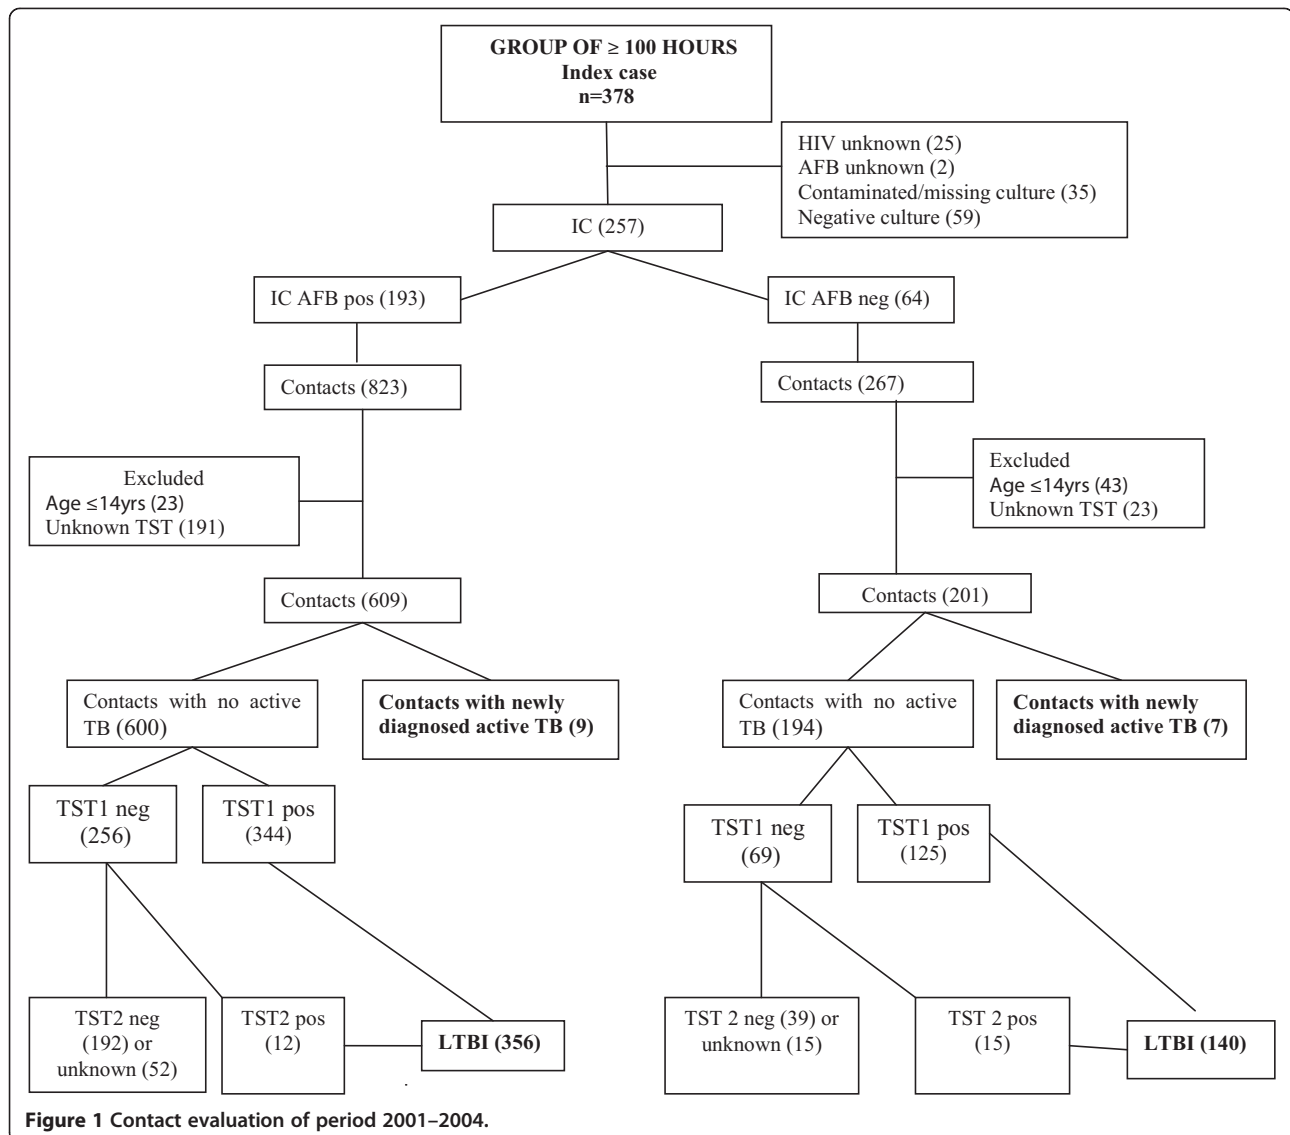 GROUP OF ≥ 100 HOURS
Index case
n=378
HIV unknown (25)
AFB unknown (2)
Contaminated/missing culture (35)
Negative culture (59)
IC (257)
IC AFB pos (193)
IC AFB neg (64)
Contacts (823)
Contacts (267)
Excluded
Age ≤14yrs (23)
Unknown TST (191)
Excluded
Age ≤14yrs (43)
Unknown TST (23)
Contacts (609)
Contacts (201)
Contacts with no active
TB (600)
Contacts with newly
diagnosed active TB (9)
Contacts with no active
TB (194)
Contacts with newly
diagnosed active TB (7)
TST1 neg
(256)
TST1 pos
(344)
TST1 neg
(69)
TST1 pos
(125)
TST2 neg
(192) or
unknown (52)
TST2 pos
(12)
LTBI (356)
TST 2 neg (39) or
unknown (15)
TST 2 pos
(15)
LTBI (140)
Figure 1 Contact evaluation of period 2001–2004.